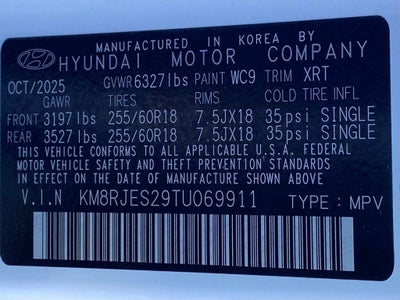 MANUFACTURED IN KOREA BY
HYUNDAI MOTOR COMPANY
OCT/2025 GVWR 6327lbs PAINT WC9 TRIM XRT
GAWR TIRES RIMS COLD TIRE INFL
FRONT 3197lbs 255/60R18 7.5JX18 35psi SINGLE
REAR 3527lbs 255/60R18 7.5JX18 35psi SINGLE
THIS VEHICLE CONFORMS TO ALL APPLICABLE U.S.A. FEDERAL
MOTOR VEHICLE SAFETY AND THEFT PREVENTION STANDARDS
IN EFFECT ON THE DATE OF MANUFACTURE SHOWN ABOVE.
V.I.N KM8RJES29TU069911 TYPE : MPV